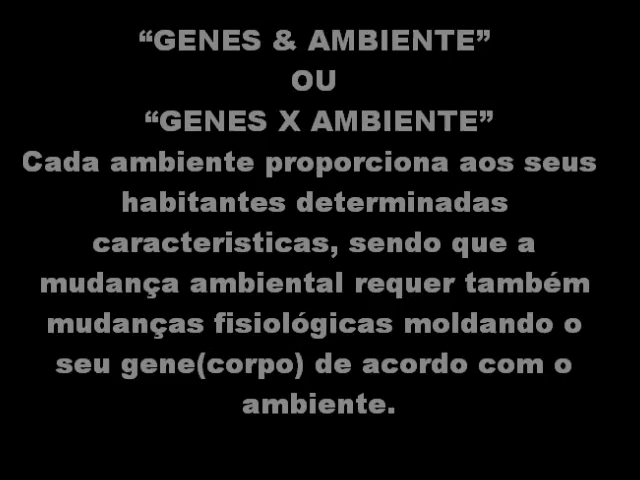 “GENES & AMBIENTE”
OU
“GENES X AMBIENTE”
Cada ambiente proporciona aos seus
habitantes determinadas
caracteristicas, sendo que a
mudança ambiental requer também
mudanças fisiológicas moldando o
seu gene(corpo) de acordo com o
ambiente.